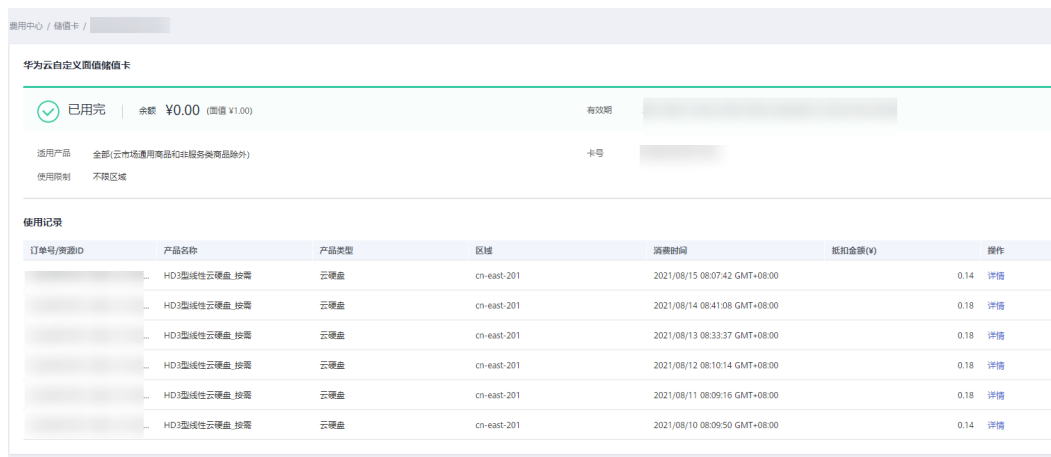 费用中心 / 储值卡 /
华为云自定义面值储值卡
已用完 余额 ¥0.00 (面值 ¥1.00) 有效期
适用产品 全部(云市场通用商品和非服务类商品除外) 卡号
使用限制 不限区域
使用记录
订单号/资源ID 产品名称 产品类型 区域 消费时间 抵扣金额(¥) 操作
... HD3型线性云硬盘_按需 云硬盘 cn-east-201 2021/08/15 08:07:42 GMT+08:00 0.14 详情
... HD3型线性云硬盘_按需 云硬盘 cn-east-201 2021/08/14 08:41:08 GMT+08:00 0.18 详情
... HD3型线性云硬盘_按需 云硬盘 cn-east-201 2021/08/13 08:33:37 GMT+08:00 0.18 详情
... HD3型线性云硬盘_按需 云硬盘 cn-east-201 2021/08/12 08:10:14 GMT+08:00 0.18 详情
... HD3型线性云硬盘_按需 云硬盘 cn-east-201 2021/08/11 08:09:16 GMT+08:00 0.18 详情
... HD3型线性云硬盘_按需 云硬盘 cn-east-201 2021/08/10 08:09:50 GMT+08:00 0.14 详情